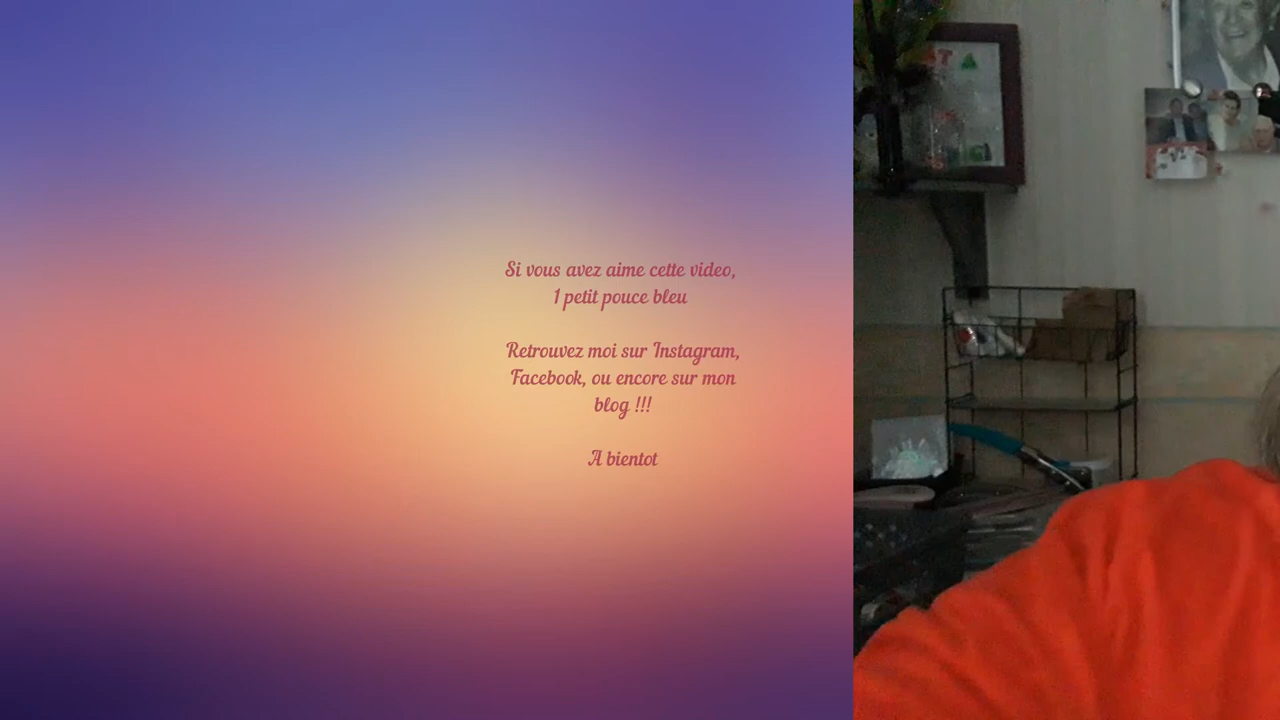 Si vous avez aime cette video,
1 petit pouce bleu
Retrouvez moi sur Instagram,
Facebook, ou encore sur mon
blog !!!
A bientot